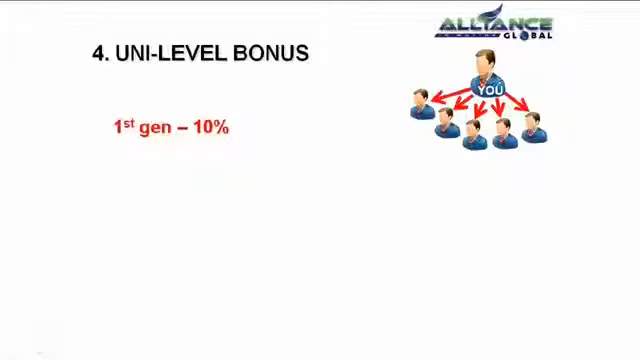 ALLIANCE
GLOBAL
4. UNI-LEVEL BONUS
YOU
1st gen – 10%